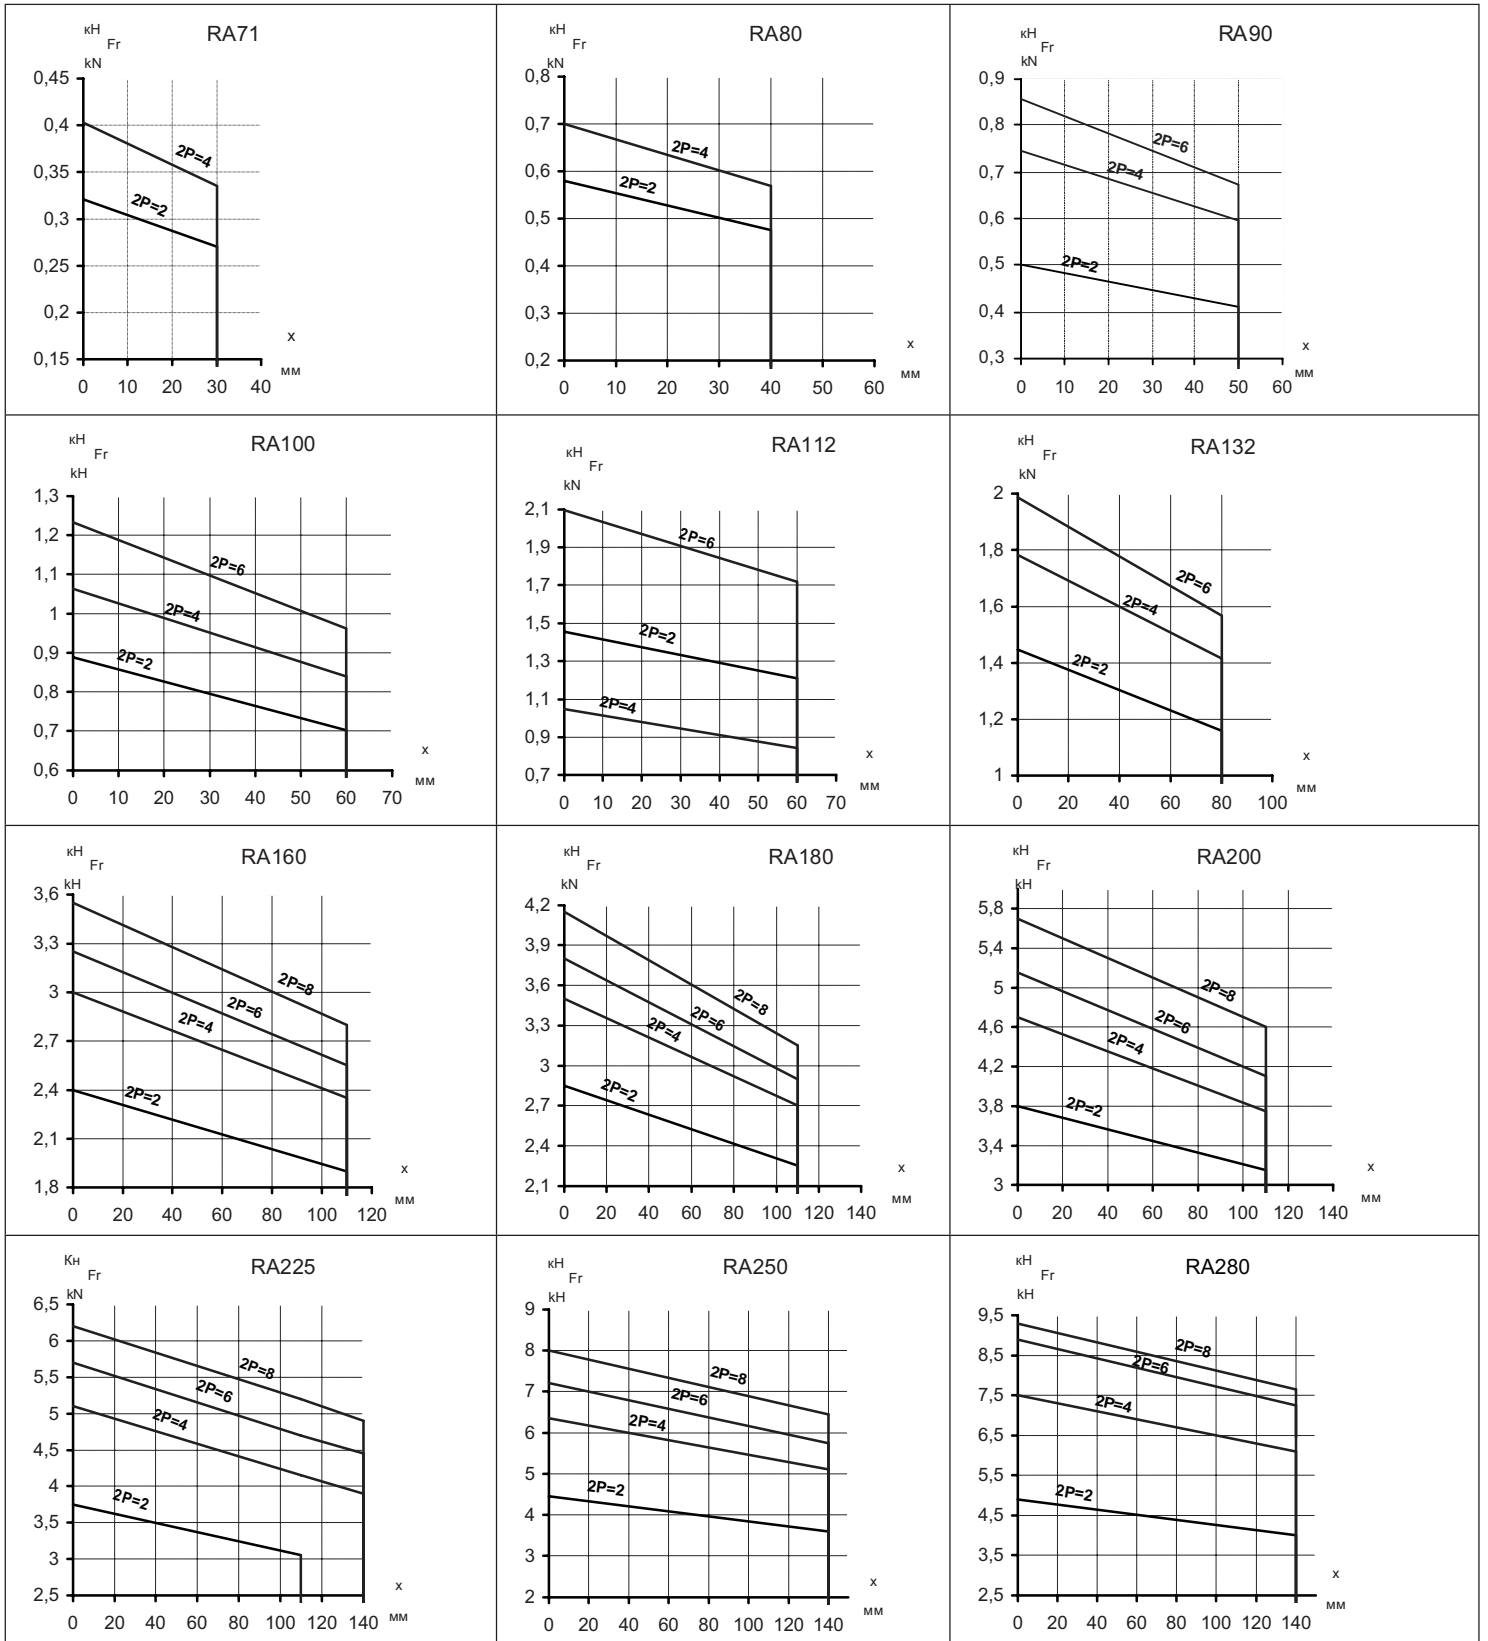 кН
Fr
RA71
kN
0,45
0,4
0,35
0,3
0,25
0,2
0,15
2P=4
2P=2
x
мм
0 10 20 30 40
кН
Fr
RA80
kN
0,8
0,7
0,6
0,5
0,4
0,3
0,2
2P=4
2P=2
x
мм
0 10 20 30 40 50 60
кН
Fr
RA90
kN
0,9
0,8
0,7
0,6
0,5
0,4
0,3
2P=6
2P=4
2P=2
x
мм
0 10 20 30 40 50 60
кН
Fr
RA100
kH
1,3
1,2
1,1
1
0,9
0,8
0,7
0,6
2P=6
2P=4
2P=2
x
мм
0 10 20 30 40 50 60 70
кН
Fr
RA112
kN
2,1
1,9
1,7
1,5
1,3
1,1
0,9
0,7
2P=6
2P=2
2P=4
x
мм
0 10 20 30 40 50 60 70
кН
Fr
RA132
kN
2
1,8
1,6
1,4
1,2
1
2P=6
2P=4
2P=2
x
мм
0 20 40 60 80 100
кН
Fr
RA160
kH
3,6
3,3
3
2,7
2,4
2,1
1,8
2P=8
2P=6
2P=4
2P=2
x
мм
0 20 40 60 80 100 120
кН
Fr
RA180
kN
4,2
3,9
3,6
3,3
3
2,7
2,4
2,1
2P=8
2P=6
2P=4
2P=2
x
мм
0 20 40 60 80 100 120 140
кН
Fr
RA200
kH
5,8
5,4
5
4,6
4,2
3,8
3,4
3
2P=8
2P=6
2P=4
2P=2
x
мм
0 20 40 60 80 100 120 140
Кн
Fr
RA225
kN
6,5
6
5,5
5
4,5
4
3,5
3
2,5
2P=8
2P=6
2P=4
2P=2
x
мм
0 20 40 60 80 100 120 140
кН
Fr
RA250
kH
9
8
7
6
5
4
3
2
2P=8
2P=6
2P=4
2P=2
x
мм
0 20 40 60 80 100 120 140
кН
Fr
RA280
kH
9,5
8,5
7,5
6,5
5,5
4,5
3,5
2,5
2P=8
2P=6
2P=4
2P=2
x
мм
0 20 40 60 80 100 120 140